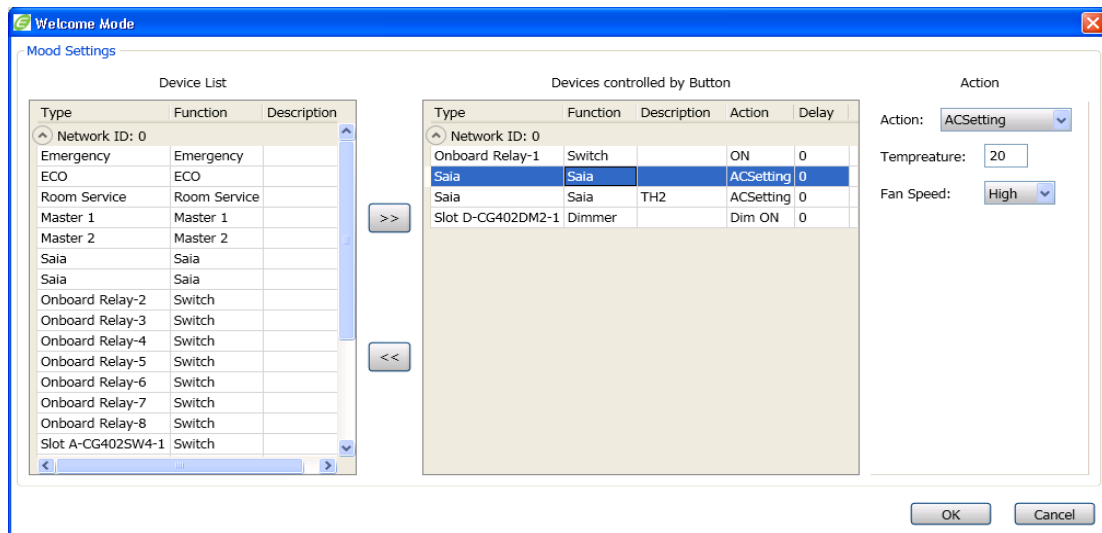 Welcome Mode
Mood Settings
Device List
Type Function Description
Network ID: 0
Emergency Emergency
ECO ECO
Room Service Room Service
Master 1 Master 1
Master 2 Master 2
Saia Saia
Saia Saia
Onboard Relay-2 Switch
Onboard Relay-3 Switch
Onboard Relay-4 Switch
Onboard Relay-5 Switch
Onboard Relay-6 Switch
Onboard Relay-7 Switch
Onboard Relay-8 Switch
Slot A-CG402SW4-1 Switch
>>
<<
Devices controlled by Button
Type Function Description Action Delay
Network ID: 0
Onboard Relay-1 Switch ON 0
Saia Saia ACSetting 0
Saia Saia TH2 ACSetting 0
Slot D-CG402DM2-1 Dimmer Dim ON 0
Action
Action: ACSetting
Tempreature: 20
Fan Speed: High
OK Cancel